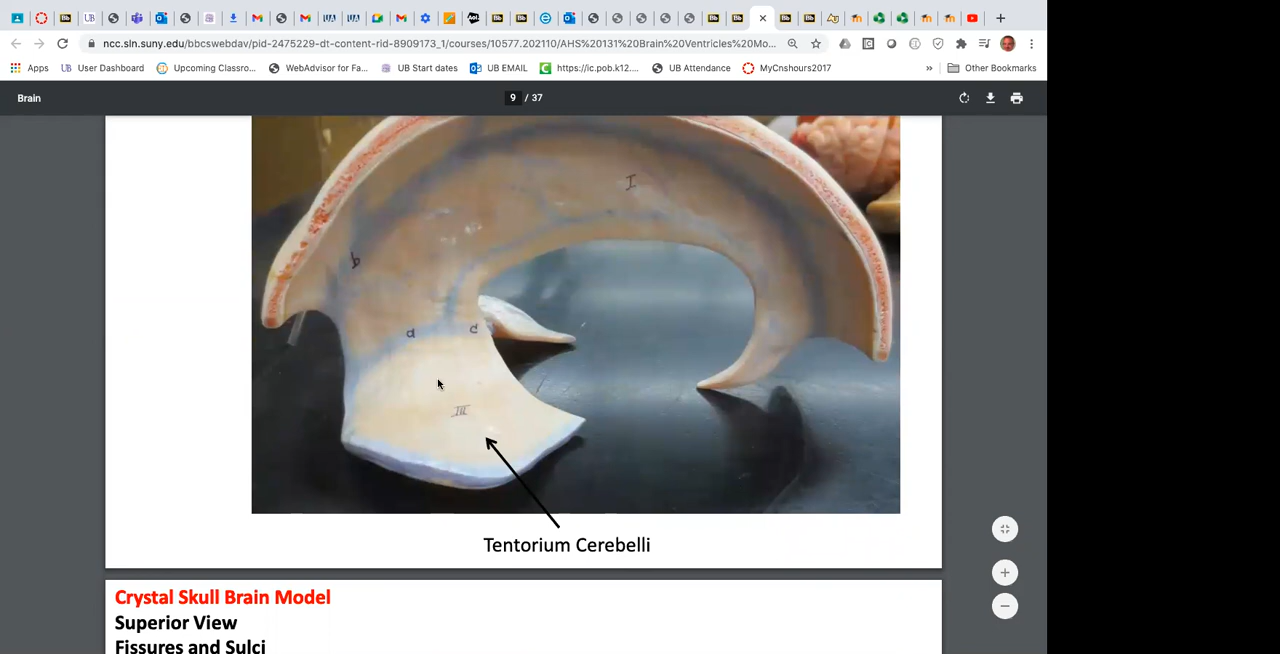 ncc.sln.suny.edu/bbcswebdav/pid-2475229-dt-content-rid-8909173_1/courses/10577.202110/AHS%20131%20Brain%20Ventricles%20Mo...
Apps UB User Dashboard Upcoming Classro... WebAdvisor for Fa... UB Start dates UB EMAIL https://ic.pob.k12.... UB Attendance MyCnshours2017 » Other Bookmarks
Brain 9 / 37
I
b
a c
III
Tentorium Cerebelli
Crystal Skull Brain Model
Superior View
Fissures and Sulci